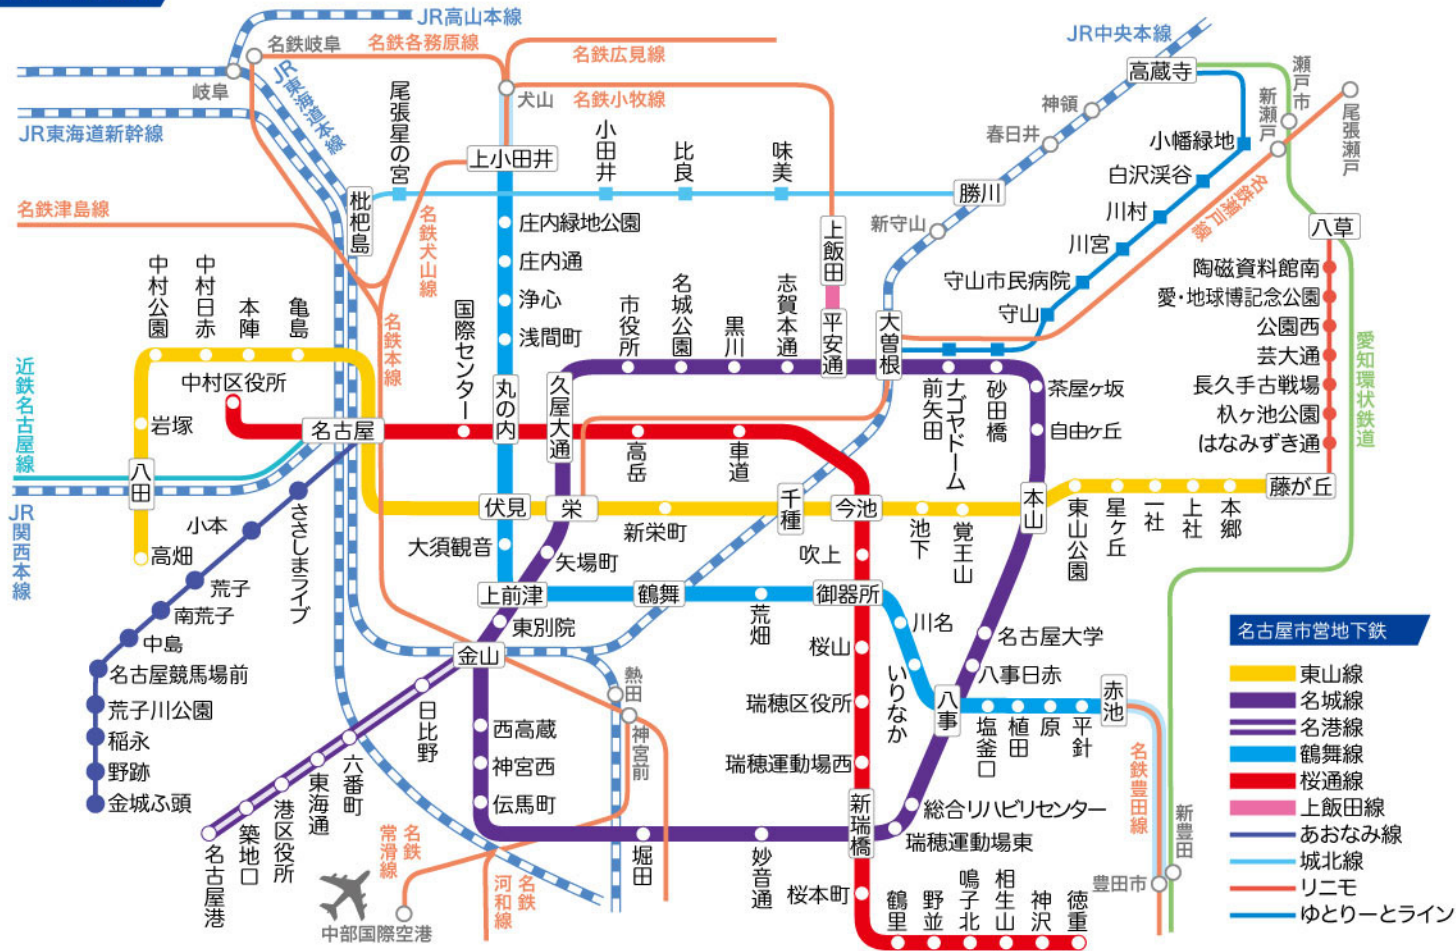 JR高山本線
名鉄岐阜
名鉄各務原線
名鉄広見線
JR中央本線
岐阜
JR東海道本線
犬山
名鉄小牧線
高蔵寺
瀬戸市
新瀬戸
尾張瀬戸
JR東海道新幹線
尾張星の宮
小田井
比良
味美
神領
春日井
小幡緑地
上小田井
白沢渓谷
勝川
川村
名鉄瀬戸線
枇杷島
名鉄津島線
名鉄犬山線
庄内緑地公園
新守山
川宮
八草
上飯田
庄内通
守山市民病院
陶磁資料館南
中村公園
中村日赤
本陣
亀島
名鉄本線
国際センター
浄心
浅間町
市役所
名城公園
黒川
志賀本通
平安通
大曽根
守山
愛・地球博記念公園
公園西
芸大通
長久手古戦場
杁ヶ池公園
はなみずき通
愛知環状鉄道
近鉄名古屋線
中村区役所
丸の内
久屋大通
前矢田
ナゴヤドーム
砂田橋
茶屋ヶ坂
自由ヶ丘
岩塚
名古屋
高岳
車道
八田
藤が丘
JR関西本線
高畑
小本
ささしまライブ
伏見
栄
新栄町
千種
今池
池下
覚王山
本山
東山公園
星ヶ丘
一社
上社
本郷
大須観音
矢場町
吹上
荒子
南荒子
上前津
鶴舞
荒畑
御器所
中島
東別院
川名
名古屋大学
名古屋市営地下鉄
名古屋競馬場前
金山
桜山
いりなか
八事日赤
東山線
荒子川公園
稲永
野跡
金城ふ頭
日比野
西高蔵
神宮西
伝馬町
熱田
神宮前
瑞穂区役所
八事
塩釜口
植田
原
平針
赤池
名城線
名港線
鶴舞線
六番町
東海通
港区役所
築地口
名古屋港
瑞穂運動場西
名鉄豊田線
桜通線
新瑞橋
総合リハビリセンター
瑞穂運動場東
上飯田線
新豊田
あおなみ線
名鉄常滑線
名鉄河和線
堀田
妙音通
城北線
中部国際空港
桜本町
鶴里
野並
鳴子北
相生山
神沢
徳重
豊田市
リニモ
ゆとりーとライン